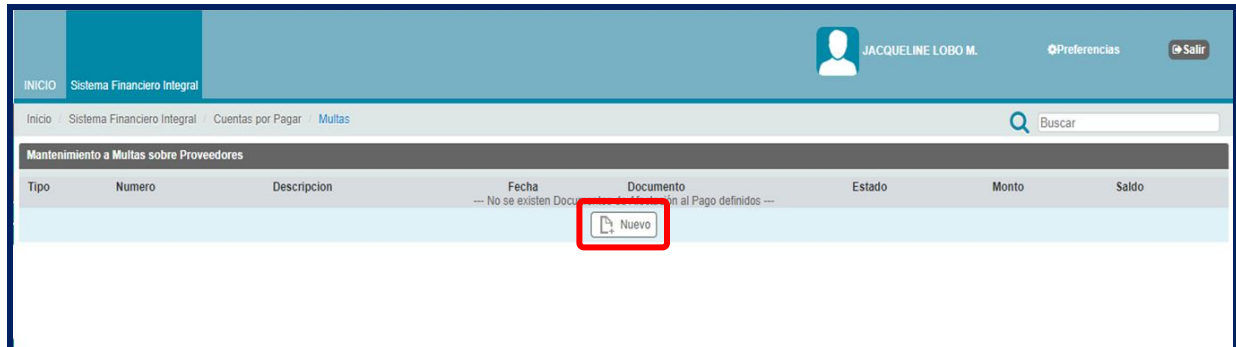 JACQUELINE LOBO M.
Preferencias
Salir
INICIO
Sistema Financiero Integral
Inicio / Sistema Financiero Integral / Cuentas por Pagar / Multas
Buscar
Mantenimiento a Multas sobre Proveedores
Tipo Numero Descripcion Fecha Documento Estado Monto Saldo
--- No se existen Documentos de Afectación al Pago definidos ---
Nuevo